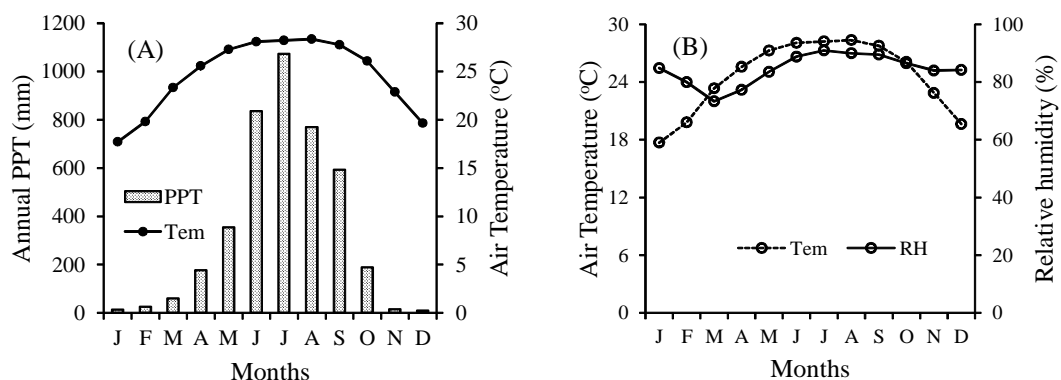 (A)
Annual PPT (mm)
1200
1000
800
600
400
200
0
PPT
Tem
30
25
20
15
10
5
0
Air Temperature (°C)
J F M A M J J A S O N D
Months
(B)
Air Temperature (°C)
30
24
18
12
6
0
Tem RH
100
80
60
40
20
0
Relative humidity (%)
J F M A M J J A S O N D
Months